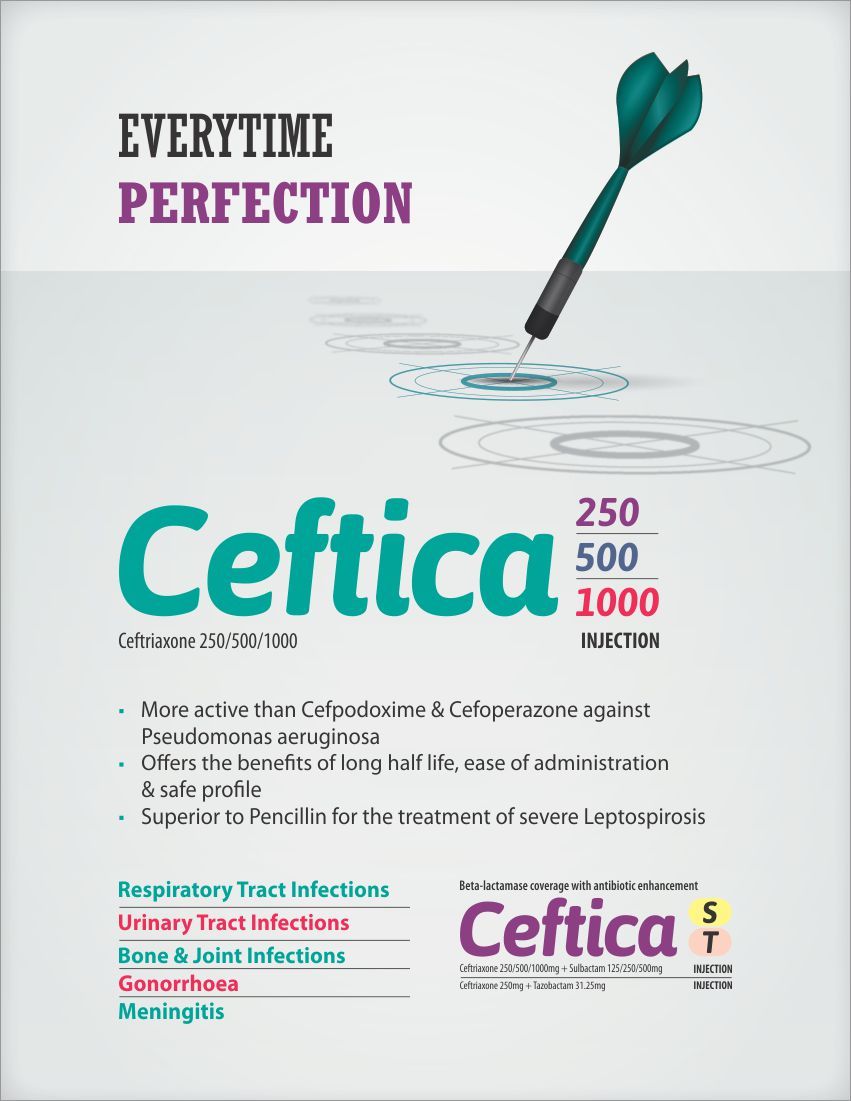 EVERYTIME
PERFECTION
Ceftica
250
500
1000
Ceftriaxone 250/500/1000
INJECTION
▪ More active than Cefpodoxime & Cefoperazone against
Pseudomonas aeruginosa
▪ Offers the benefits of long half life, ease of administration
& safe profile
▪ Superior to Pencillin for the treatment of severe Leptospirosis
Respiratory Tract Infections
Urinary Tract Infections
Bone & Joint Infections
Gonorrhoea
Meningitis
Beta-lactamase coverage with antibiotic enhancement
Ceftica
S
T
Ceftriaxone 250/500/1000mg + Sulbactam 125/250/500mg INJECTION
Ceftriaxone 250mg + Tazobactam 31.25mg INJECTION